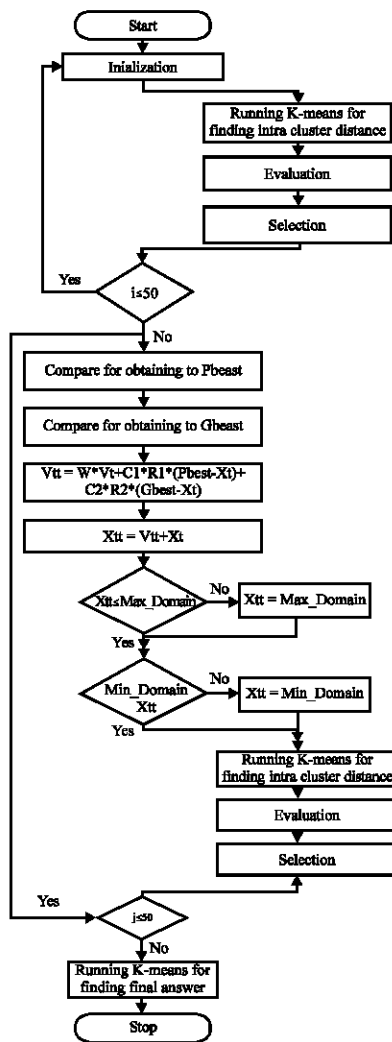 Start
Inialization
Running K-means for
finding intra cluster distance
Evaluation
Selection
Yes
i≤50
No
Compare for obtaining to Pbeast
Compare for obtaining to Gbeast
Vtt = W*Vt+C1*R1*(Pbest-Xt)+
C2*R2*(Gbest-Xt)
Xtt = Vtt+Xt
Xtt≤Max_Domain
No
Xtt = Max_Domain
Yes
Min_Domain
Xtt
No
Xtt = Min_Domain
Yes
Running K-means for
finding intra cluster distance
Evaluation
Selection
Yes
j≤50
No
Running K-means for
finding final answer
Stop